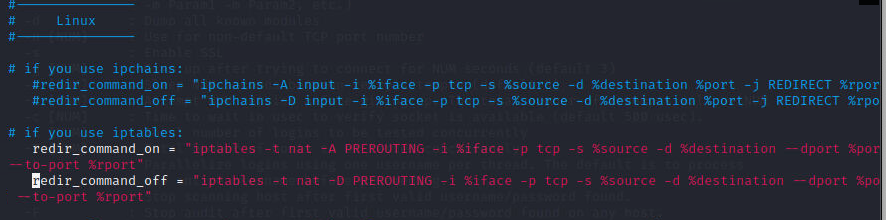 #---------------
#     Linux
#---------------
# if you use ipchains:
#redir_command_on = "ipchains -A input -i %iface -p tcp -s %source -d %destination %port -j REDIRECT %rpor
#redir_command_off = "ipchains -D input -i %iface -p tcp -s %source -d %destination %port -j REDIRECT %rpo
# if you use iptables:
redir_command_on = "iptables -t nat -A PREROUTING -i %iface -p tcp -s %source -d %destination --dport %por
--to-port %rport"
redir_command_off = "iptables -t nat -D PREROUTING -i %iface -p tcp -s %source -d %destination --dport %po
--to-port %rport"